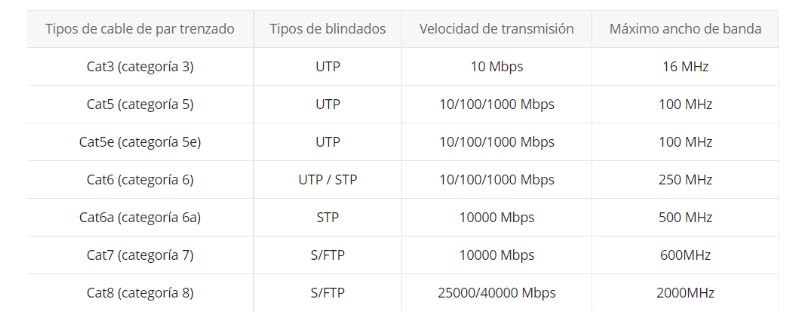 Tipos de cable de par trenzado Tipos de blindados Velocidad de transmisión Máximo ancho de banda
Cat3 (categoría 3) UTP 10 Mbps 16 MHz
Cat5 (categoría 5) UTP 10/100/1000 Mbps 100 MHz
Cat5e (categoría 5e) UTP 10/100/1000 Mbps 100 MHz
Cat6 (categoría 6) UTP / STP 10/100/1000 Mbps 250 MHz
Cat6a (categoría 6a) STP 10000 Mbps 500 MHz
Cat7 (categoría 7) S/FTP 10000 Mbps 600MHz
Cat8 (categoría 8) S/FTP 25000/40000 Mbps 2000MHz